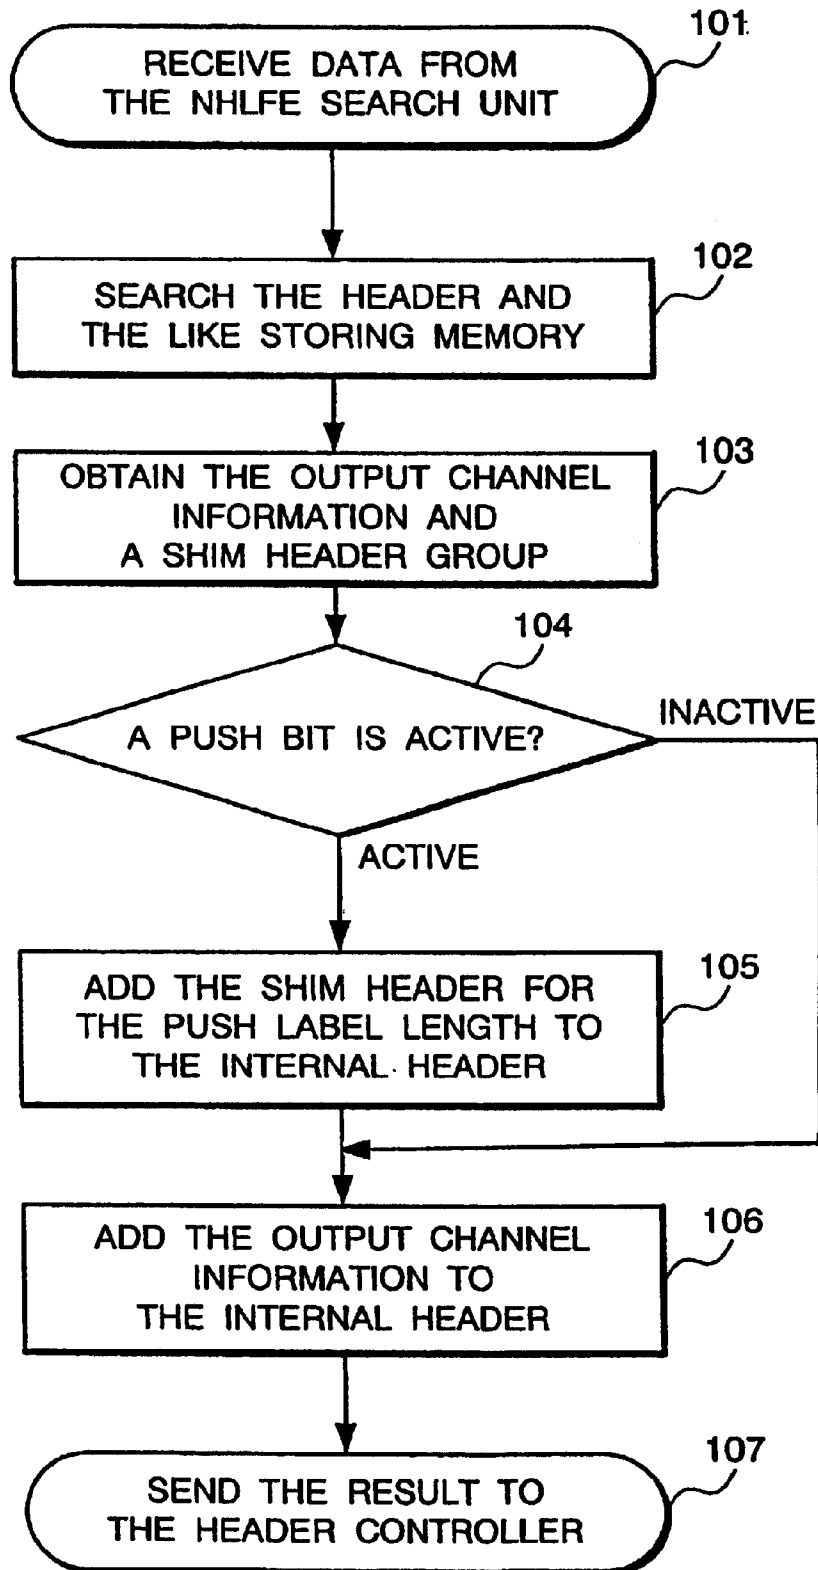 101
RECEIVE DATA FROM
THE NHLFE SEARCH UNIT
102
SEARCH THE HEADER AND
THE LIKE STORING MEMORY
103
OBTAIN THE OUTPUT CHANNEL
INFORMATION AND
A SHIM HEADER GROUP
104
A PUSH BIT IS ACTIVE?
INACTIVE
ACTIVE
105
ADD THE SHIM HEADER FOR
THE PUSH LABEL LENGTH TO
THE INTERNAL HEADER
106
ADD THE OUTPUT CHANNEL
INFORMATION TO
THE INTERNAL HEADER
107
SEND THE RESULT TO
THE HEADER CONTROLLER